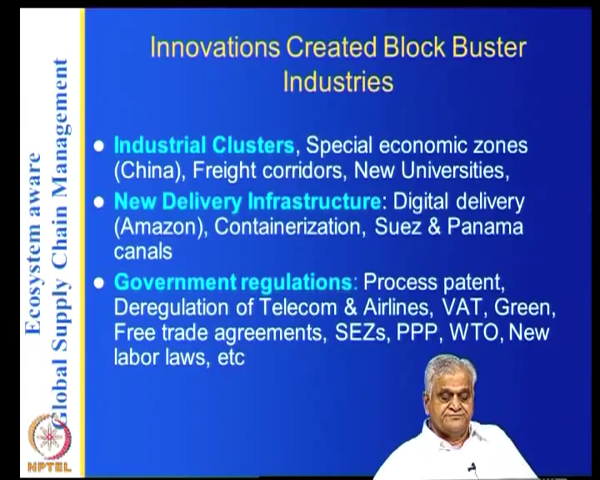 Innovations Created Block Buster
Industries
Industrial Clusters, Special economic zones
(China), Freight corridors, New Universities,
New Delivery Infrastructure: Digital delivery
(Amazon), Containerization, Suez & Panama
canals
Government regulations: Process patent,
Deregulation of Telecom & Airlines, VAT, Green,
Free trade agreements, SEZs, PPP, WTO, New
labor laws, etc
Ecosystem aware
Global Supply Chain Management
NPTEL